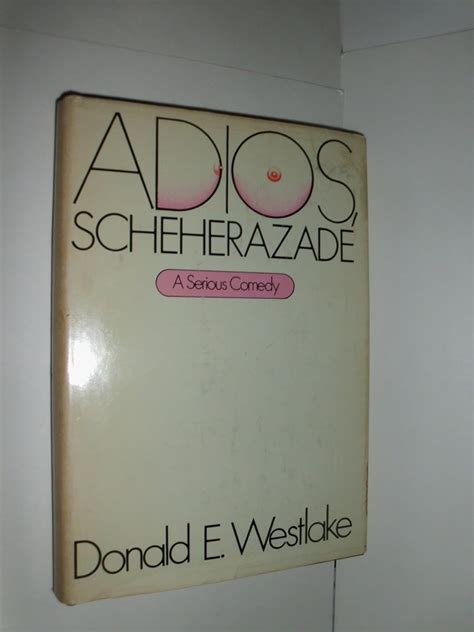 ADIOS,
SCHEHERAZADE
A Serious Comedy
Donald E. Westlake